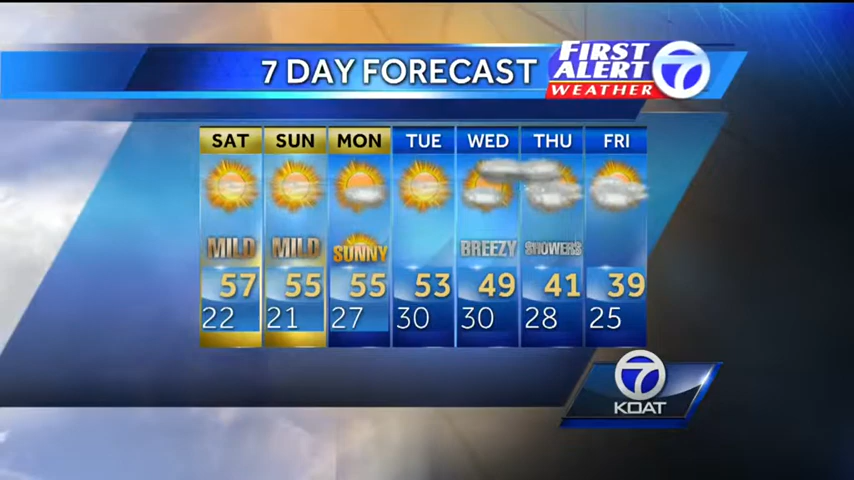 7 DAY FORECAST
FIRST
ALERT
WEATHER
7
SAT SUN MON TUE WED THU FRI
MILD MILD SUNNY BREEZY SHOWERS
57 55 55 53 49 41 39
22 21 27 30 30 28 25
7
KOAT